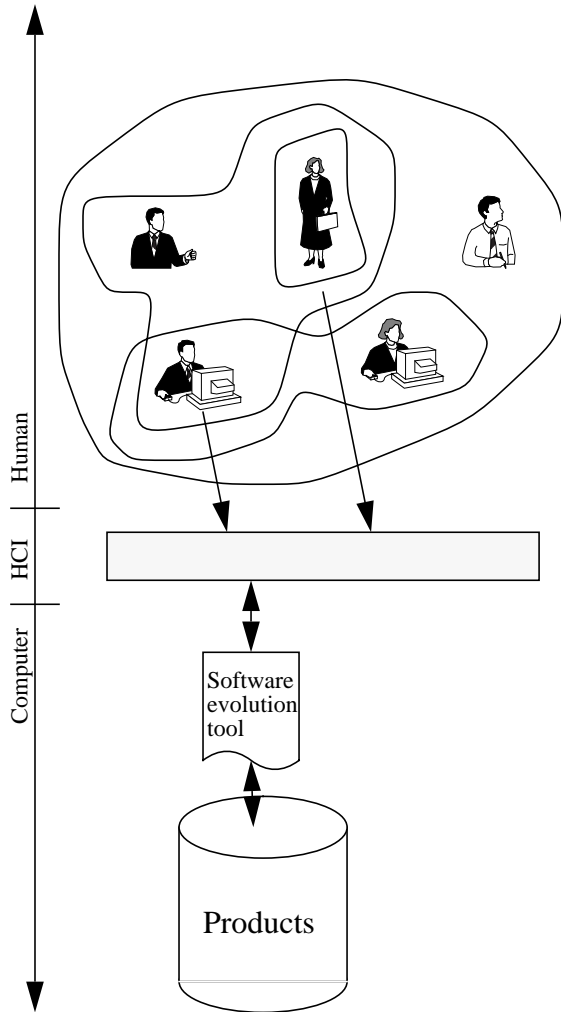 Human
HCI
Computer
Software
evolution
tool
Products